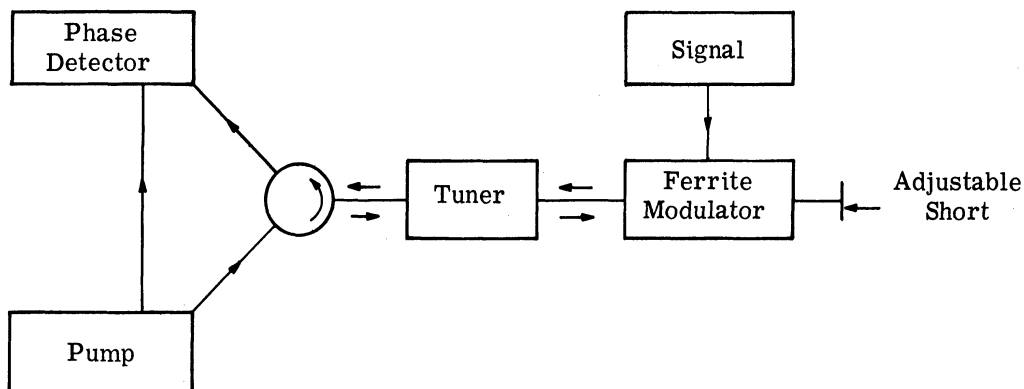 Phase
Detector
Signal
Tuner
Ferrite
Modulator
Adjustable
Short
Pump